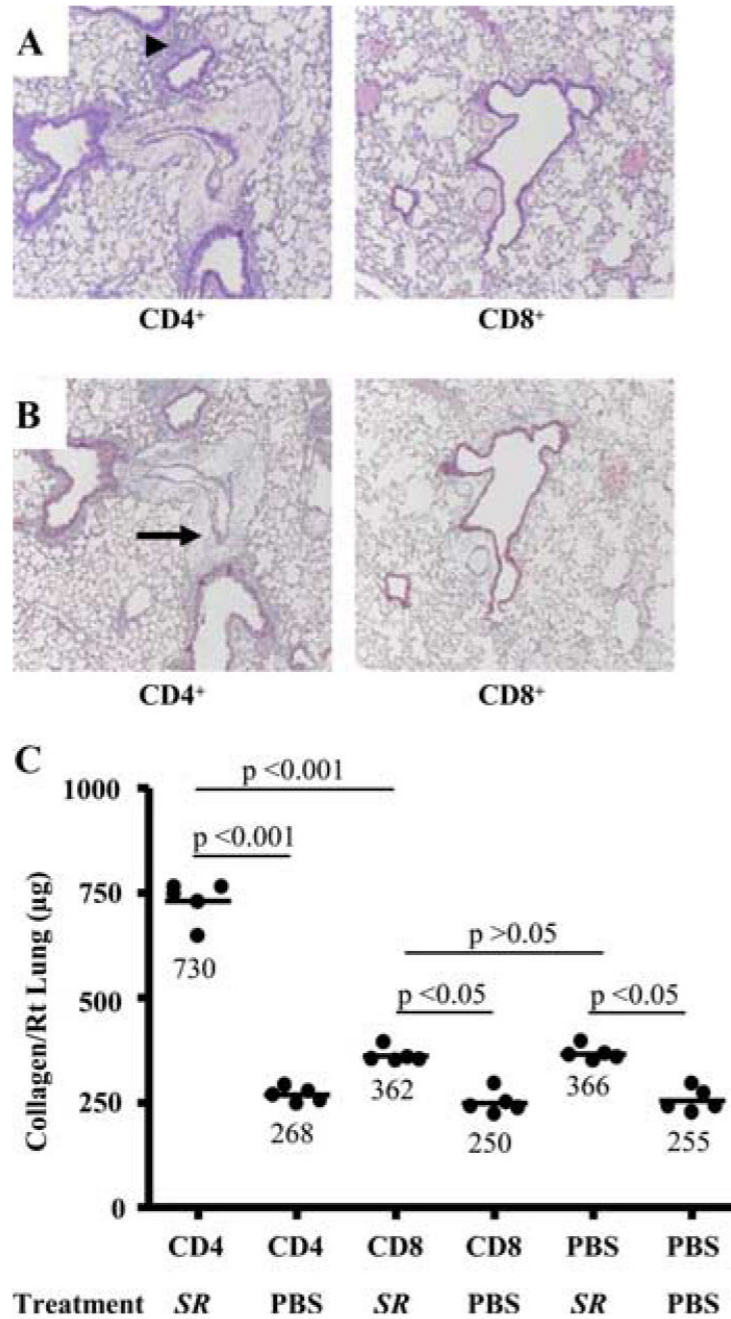 A
CD4⁺ CD8⁺
B
CD4⁺ CD8⁺
C
p <0.001
p <0.001
p >0.05
p <0.05 p <0.05
Collagen/Rt Lung (µg)
1000
750
500
250
0
730
268
362
250
366
255
CD4 CD4 CD8 CD8 PBS PBS
Treatment SR PBS SR PBS SR PBS